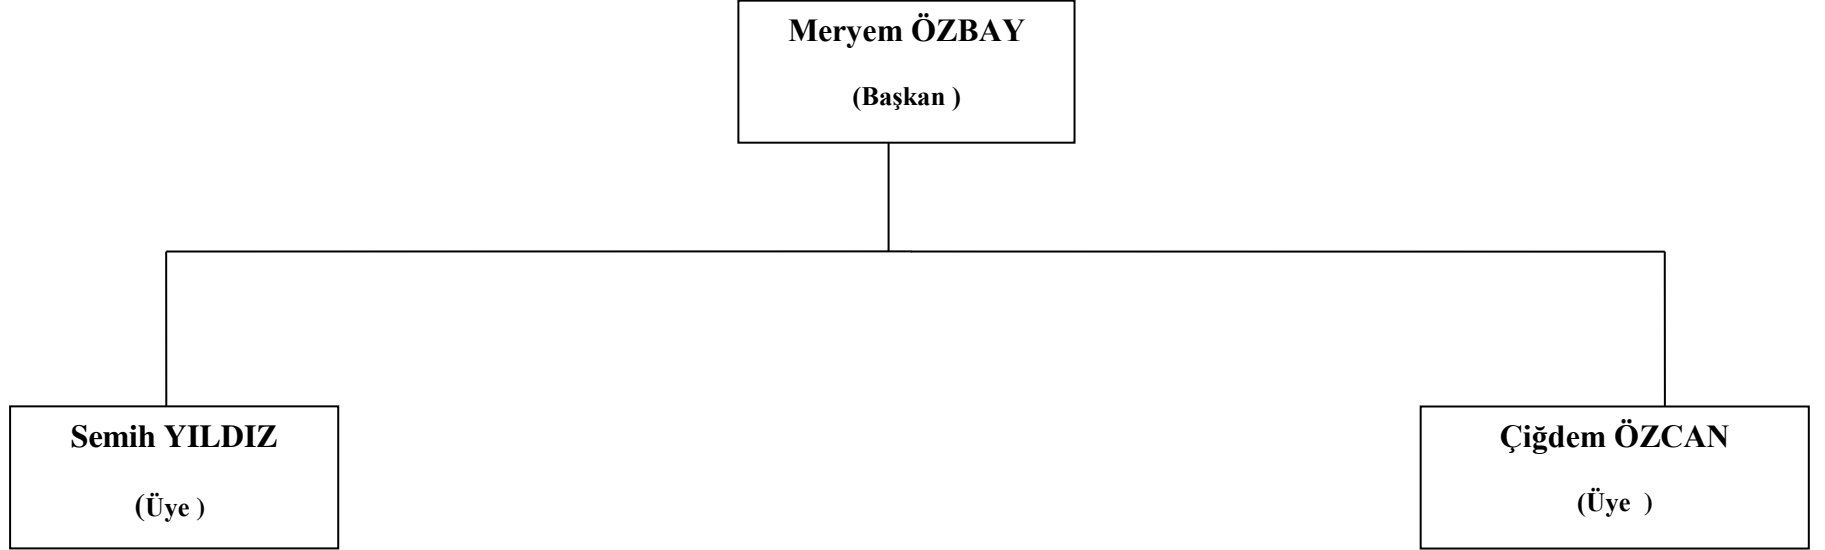 Meryem ÖZBAY
(Başkan )
Semih YILDIZ
(Üye )
Çiğdem ÖZCAN
(Üye  )